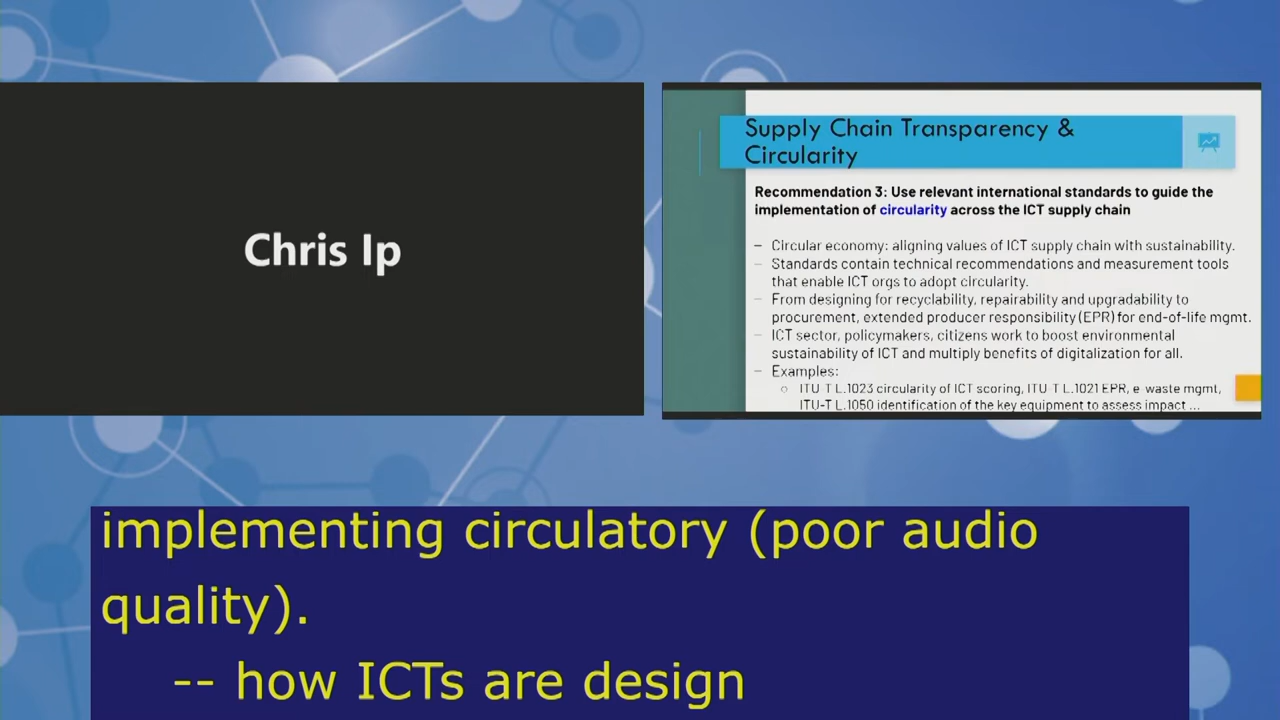 Chris Ip
Supply Chain Transparency &
Circularity
Recommendation 3: Use relevant international standards to guide the
implementation of circularity across the ICT supply chain
– Circular economy: aligning values of ICT supply chain with sustainability.
– Standards contain technical recommendations and measurement tools
that enable ICT orgs to adopt circularity.
– From designing for recyclability, repairability and upgradability to
procurement, extended producer responsibility (EPR) for end-of-life mgmt.
– ICT sector, policymakers, citizens work to boost environmental
sustainability of ICT and multiply benefits of digitalization for all.
– Examples:
○ ITU-T L.1023 circularity of ICT scoring, ITU-T L.1021 EPR, e-waste mgmt,
ITU-T L.1050 identification of the key equipment to assess impact ...
implementing circulatory (poor audio
quality).
-- how ICTs are design